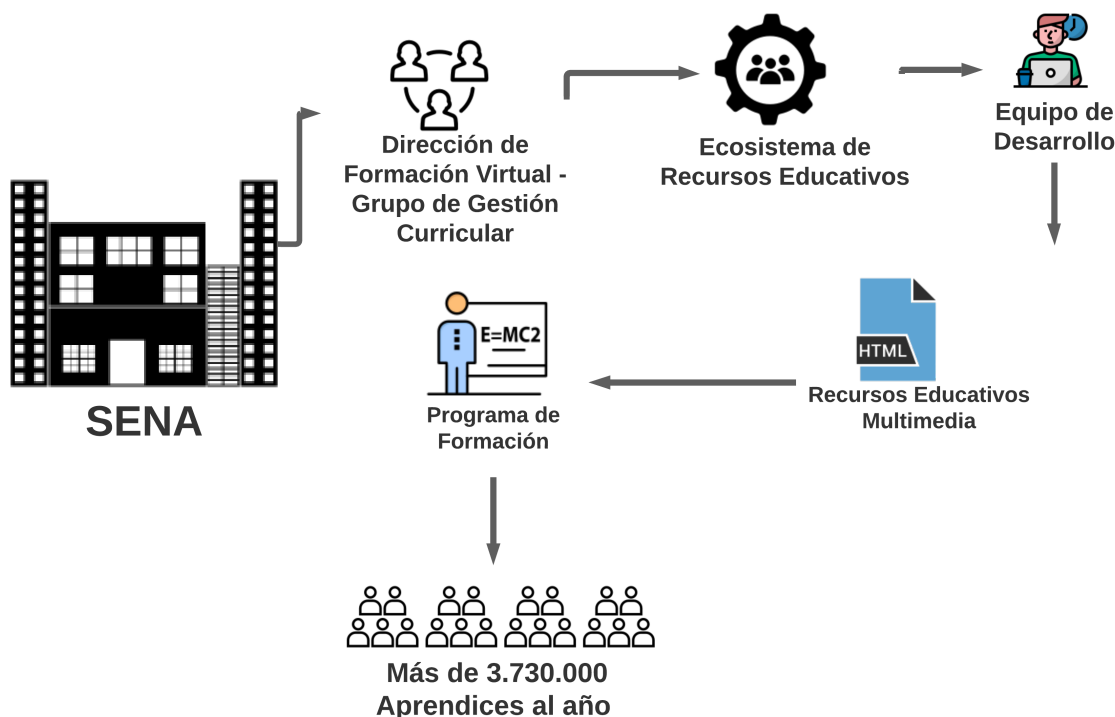 SENA
Dirección de
Formación Virtual -
Grupo de Gestión
Curricular
Ecosistema de
Recursos Educativos
Equipo de
Desarrollo
HTML
Recursos Educativos
Multimedia
E=MC2
Programa de
Formación
Más de 3.730.000
Aprendices al año